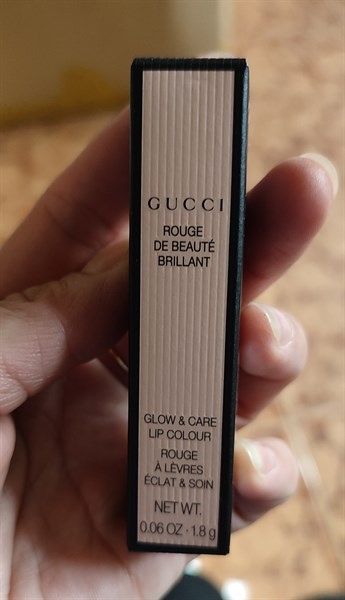 GUCCI
ROUGE
DE BEAUTÉ
BRILLANT
GLOW & CARE
LIP COLOUR
ROUGE
À LÈVRES
ÉCLAT & SOIN
NET WT.
0.06 OZ · 1.8 g